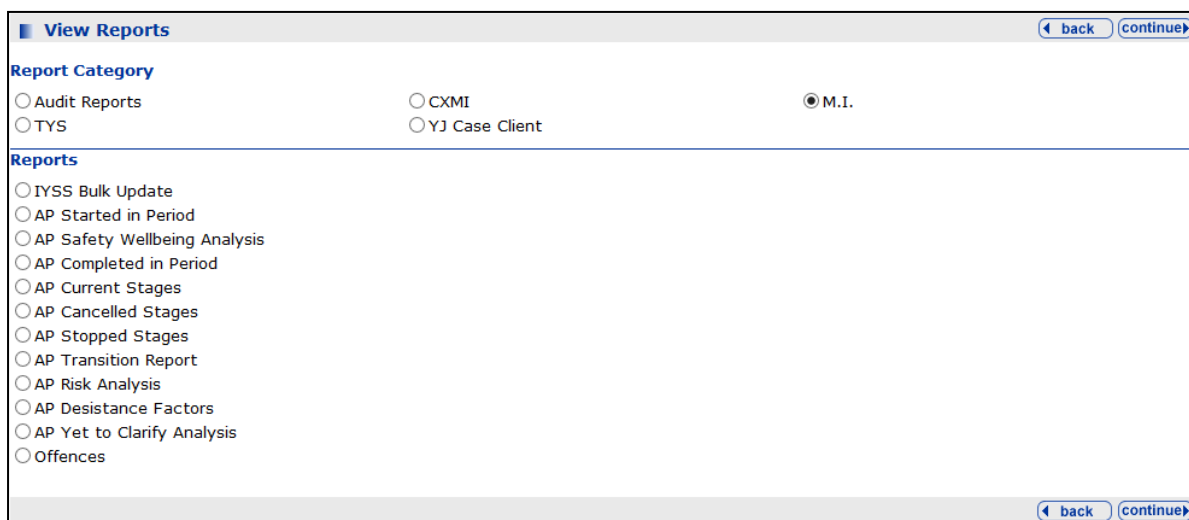 View Reports back continue
Report Category
Audit Reports CXMI M.I.
TYS YJ Case Client
Reports
IYSS Bulk Update
AP Started in Period
AP Safety Wellbeing Analysis
AP Completed in Period
AP Current Stages
AP Cancelled Stages
AP Stopped Stages
AP Transition Report
AP Risk Analysis
AP Desistance Factors
AP Yet to Clarify Analysis
Offences
back continue